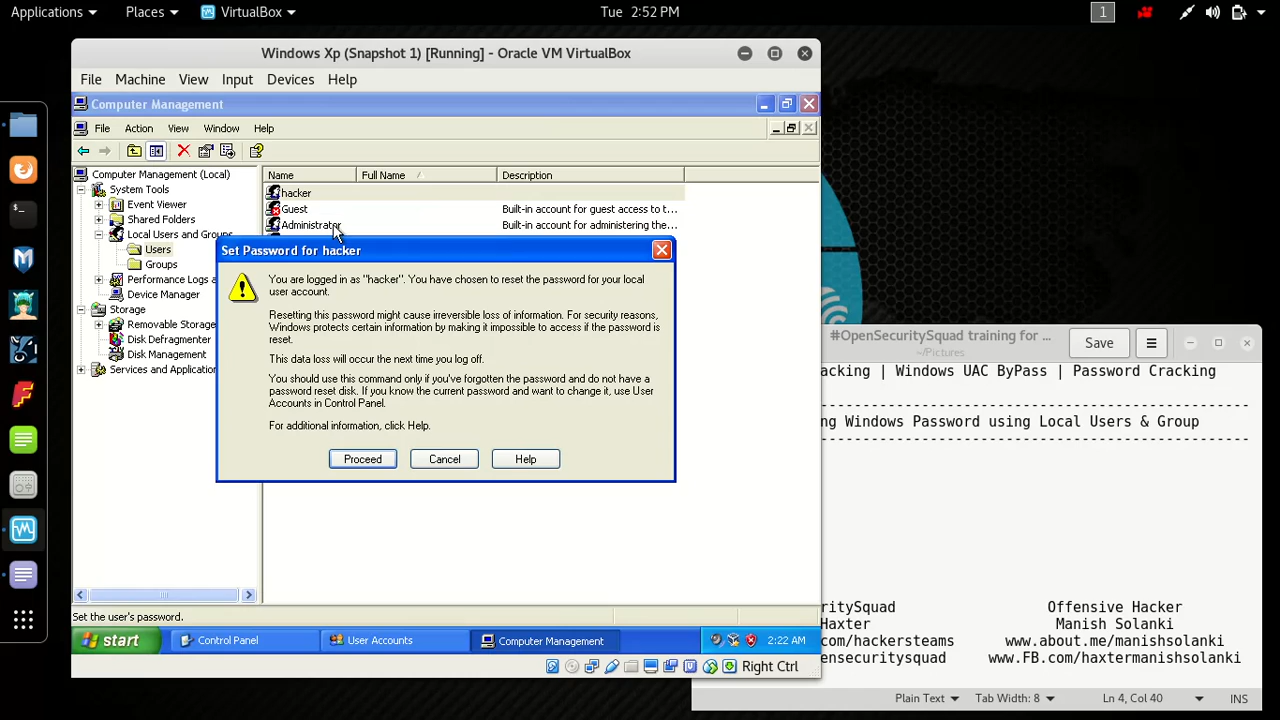 Applications
Places
VirtualBox
Tue 2:52 PM
1
Windows Xp (Snapshot 1) [Running] - Oracle VM VirtualBox
File Machine View Input Devices Help
Computer Management
File Action View Window Help
Computer Management (Local)
System Tools
Event Viewer
Shared Folders
Local Users and Groups
Users
Groups
Performance Logs a
Device Manager
Storage
Removable Storage
Disk Defragmenter
Disk Management
Services and Application
Name Full Name Description
hacker
Guest Built-in account for guest access to t...
Administrator Built-in account for administering the...
Set Password for hacker
You are logged in as "hacker". You have chosen to reset the password for your local
user account.
Resetting this password might cause irreversible loss of information. For security reasons,
Windows protects certain information by making it impossible to access if the password is
reset.
This data loss will occur the next time you log off.
You should use this command only if you've forgotten the password and do not have a
password reset disk. If you know the current password and want to change it, use User
Accounts in Control Panel.
For additional information, click Help.
Proceed Cancel Help
Set the user's password.
start Control Panel User Accounts Computer Management 2:22 AM
Right Ctrl
#OpenSecuritySquad training for ...
~/Pictures
Save
acking | Windows UAC ByPass | Password Cracking
----------------------------------------
ng Windows Password using Local Users & Group
----------------------------------------
ritySquad Offensive Hacker
Haxter Manish Solanki
com/hackersteams www.about.me/manishsolanki
ensecuritysquad www.FB.com/haxtermanishsolanki
Plain Text Tab Width: 8 Ln 4, Col 40 INS